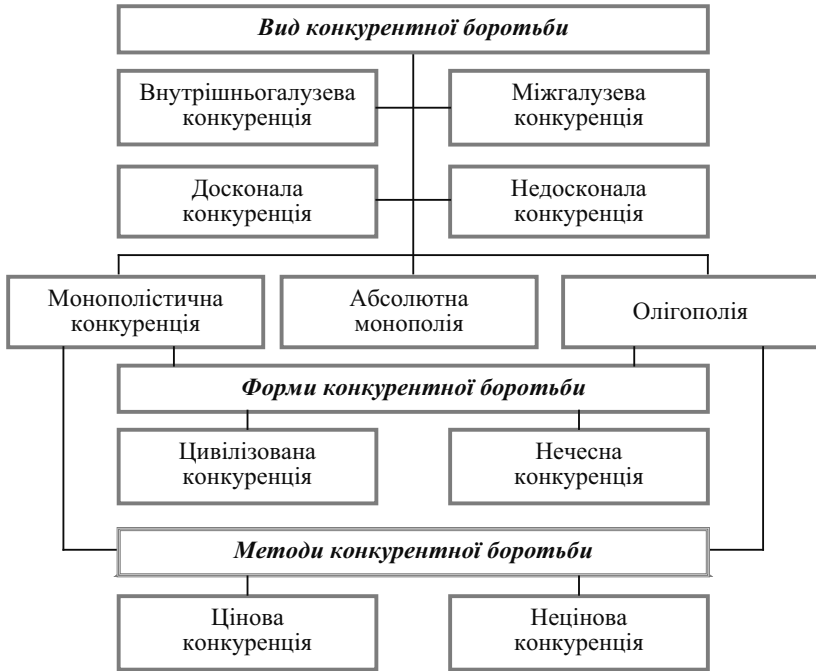 Вид конкурентної боротьби
Внутрішньогалузева
конкуренція
Міжгалузева
конкуренція
Досконала
конкуренція
Недосконала
конкуренція
Монополістична
конкуренція
Абсолютна
монополія
Олігополія
Форми конкурентної боротьби
Цивілізована
конкуренція
Нечесна
конкуренція
Методи конкурентної боротьби
Цінова
конкуренція
Нецінова
конкуренція